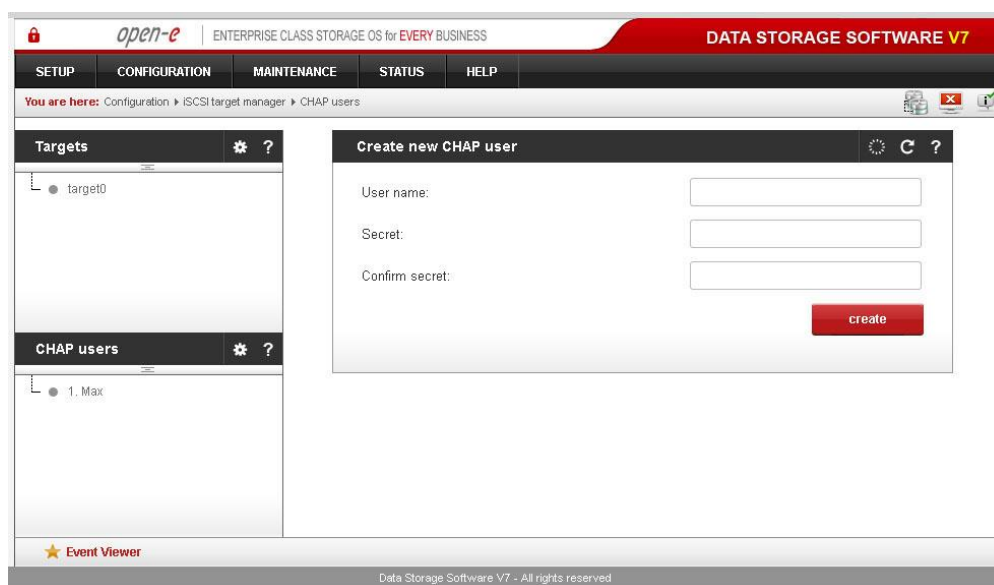 open-e ENTERPRISE CLASS STORAGE OS for EVERY BUSINESS DATA STORAGE SOFTWARE V7
SETUP CONFIGURATION MAINTENANCE STATUS HELP
You are here: Configuration ▸ iSCSI target manager ▸ CHAP users
Targets ?
target0
CHAP users ?
1. Max
Create new CHAP user ?
User name:
Secret:
Confirm secret:
create
Event Viewer
Data Storage Software V7 - All rights reserved